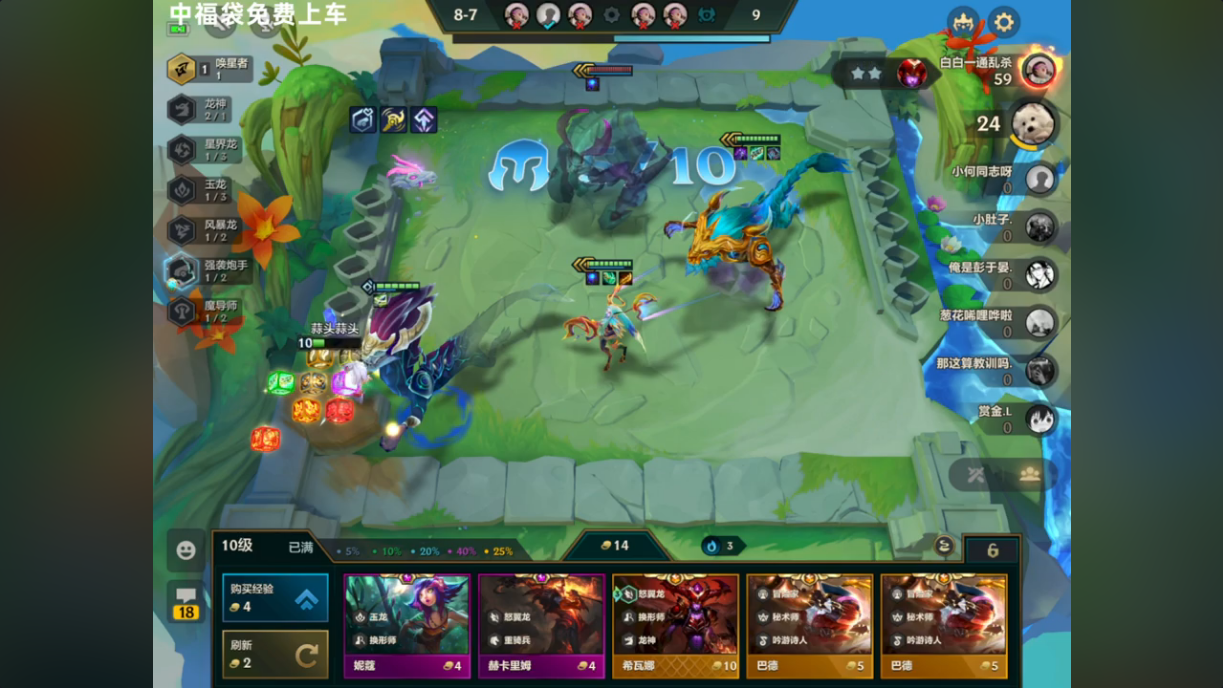 中福袋免费上车
8-7
9
1 唤星者
1
龙神
2 / 1
星界龙
1 / 3
玉龙
1 / 3
风暴龙
1 / 2
强袭炮手
1 / 2
魔导师
1 / 2
10
蒜头蒜头
10
白白一通乱杀
59
24
小何同志呀
0
小肚子.
0
俺是彭于晏.
0
葱花唏哩哗啦
0
那这算教训吗.
0
赏金.L
0
18
10级
已满
5% 10% 20% 40% 25%
14
3
6
购买经验
4
刷新
2
玉龙
换形师
妮蔻 4
怒翼龙
重骑兵
赫卡里姆 4
怒翼龙
换形师
龙神
希瓦娜 10
冒险家
秘术师
吟游诗人
巴德 5
冒险家
秘术师
吟游诗人
巴德 5